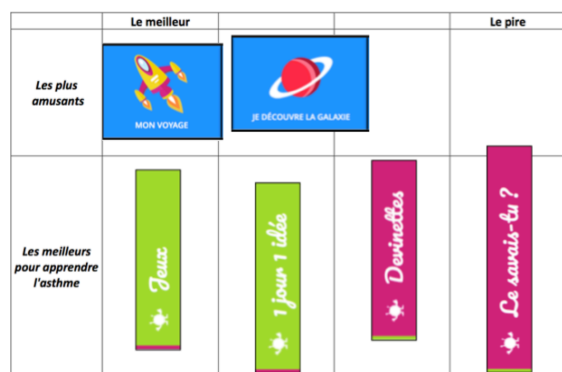 Le meilleur
Le pire
Les plus
amusants
MON VOYAGE
JE DÉCOUVRE LA GALAXIE
Les meilleurs
pour apprendre
l'asthme
Jeux
1 jour 1 idée
Devinettes
Le savais-tu ?